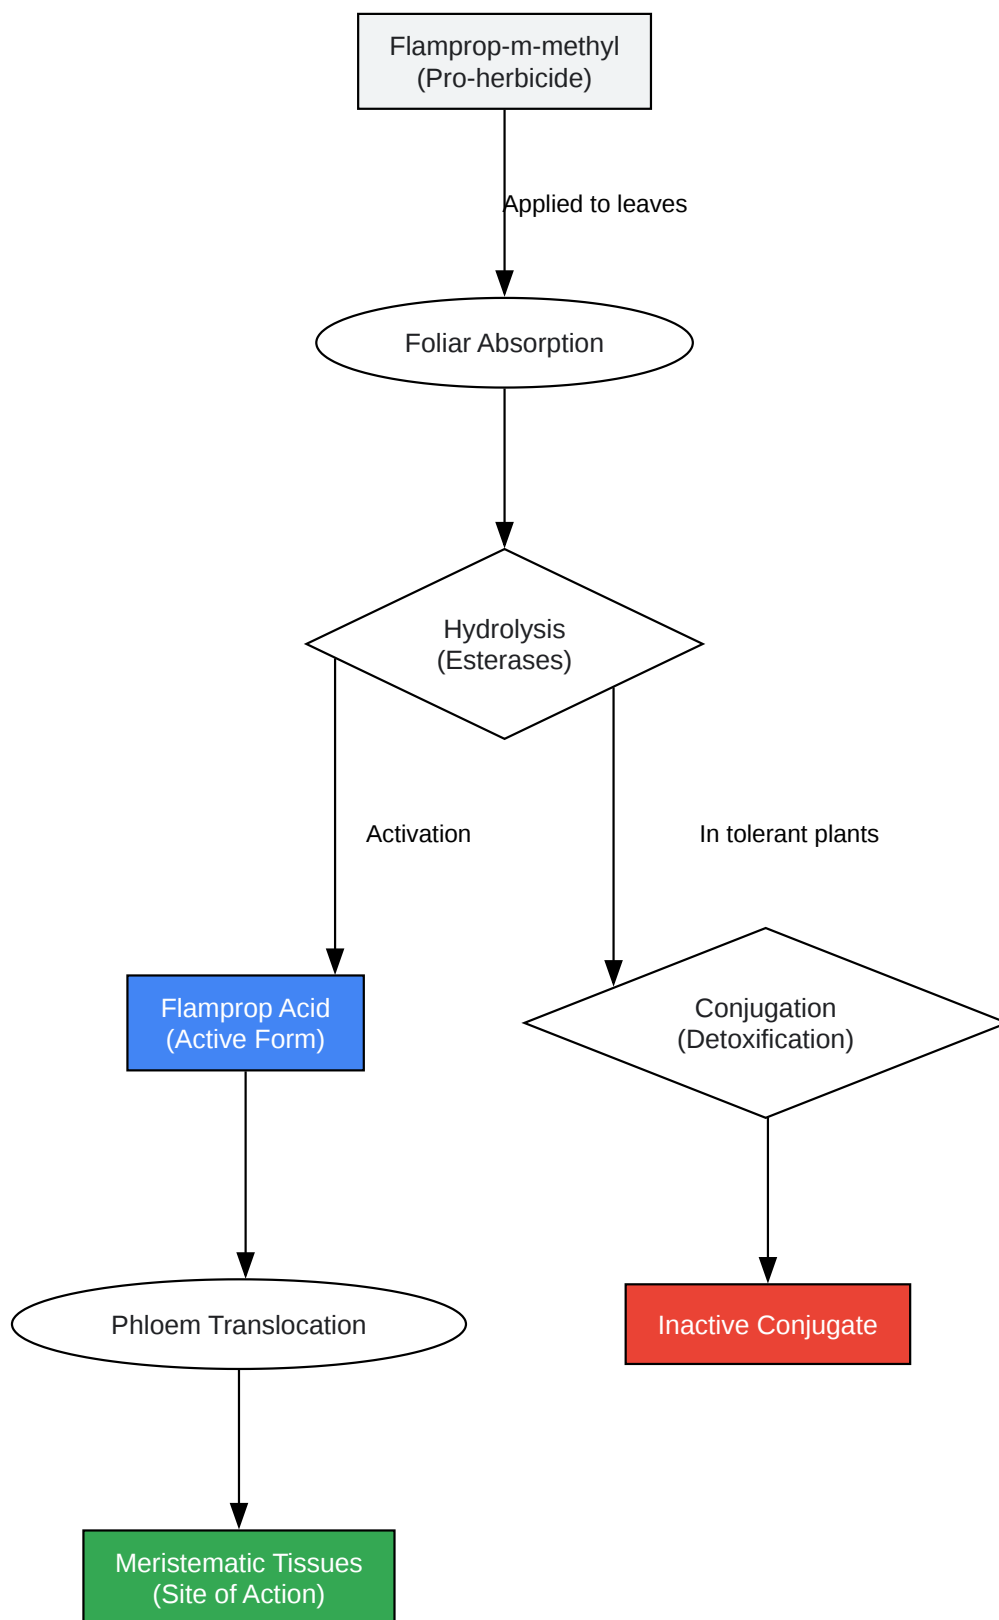 Flamprop-m-methyl
(Pro-herbicide)
Applied to leaves
Foliar Absorption
Hydrolysis
(Esterases)
Activation
In tolerant plants
Flamprop Acid
(Active Form)
Conjugation
(Detoxification)
Phloem Translocation
Inactive Conjugate
Meristematic Tissues
(Site of Action)